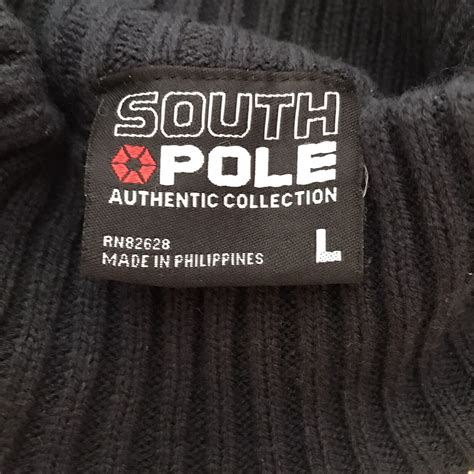 SOUTH
POLE
AUTHENTIC COLLECTION
RN82628
MADE IN PHILIPPINES
L